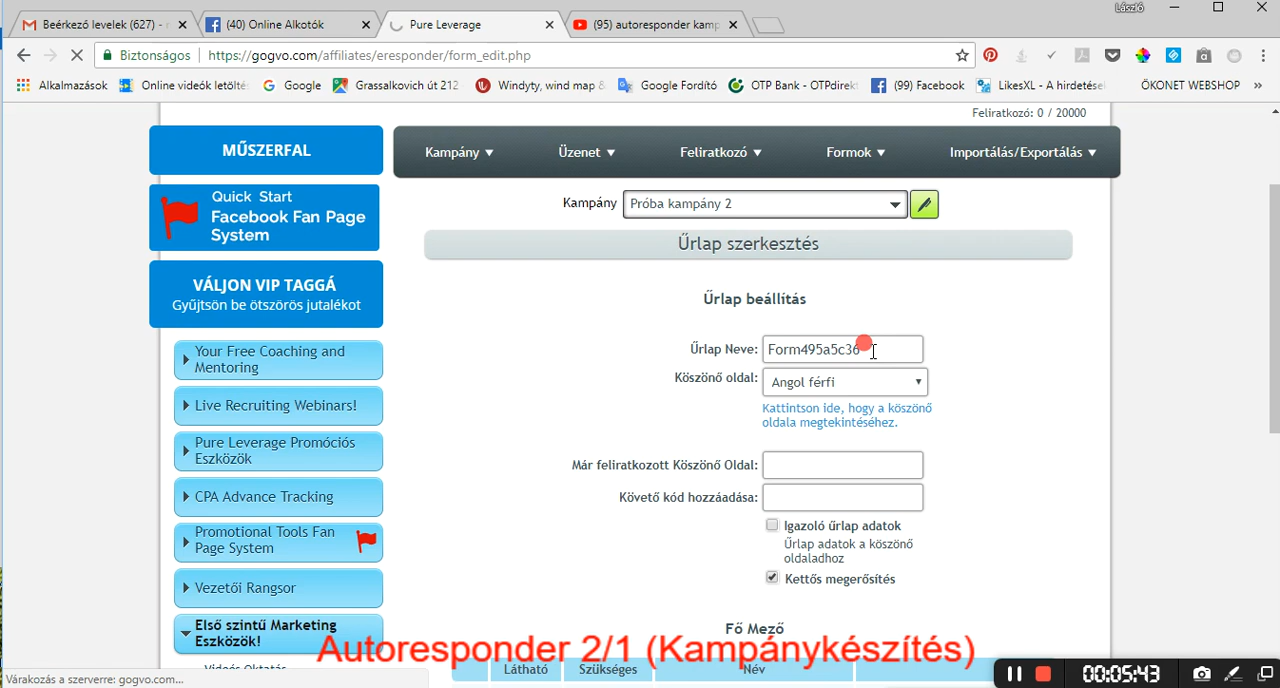 László
Beérkező levelek (627) -
(40) Online Alkotók
Pure Leverage
(95) autoresponder kamp
Biztonságos
https://gogvo.com/affiliates/eresponder/form_edit.php
Alkalmazások
Online videók letölté
Google
Grassalkovich út 212
Windyty, wind map &
Google Fordító
OTP Bank - OTPdirek
(99) Facebook
LikesXL - A hirdetése
ÖKONET WEBSHOP
»
Feliratkozó: 0 / 20000
MŰSZERFAL
Kampány ▼
Üzenet ▼
Feliratkozó ▼
Formok ▼
Importálás/Exportálás ▼
Quick Start
Facebook Fan Page
System
Kampány
Próba kampány 2
Űrlap szerkesztés
VÁLJON VIP TAGGÁ
Gyűjtsön be ötszörös jutalékot
Űrlap beállítás
Your Free Coaching and
Mentoring
Űrlap Neve:
Form495a5c36
Köszönő oldal:
Angol férfi
Kattintson ide, hogy a köszönő
oldala megtekintéséhez.
Live Recruiting Webinars!
Pure Leverage Promóciós
Eszközök
Már feliratkozott Köszönő Oldal:
CPA Advance Tracking
Követő kód hozzáadása:
Promotional Tools Fan
Page System
Igazoló űrlap adatok
Űrlap adatok a köszönő
oldaladhoz
Kettős megerősítés
Vezetői Rangsor
Első szintű Marketing
Eszközök!
Fő Mező
Autoresponder 2/1 (Kampánykészítés)
Videós Oktatás
Látható
Szükséges
Név
Várakozás a szerverre: gogvo.com...
00:05:43